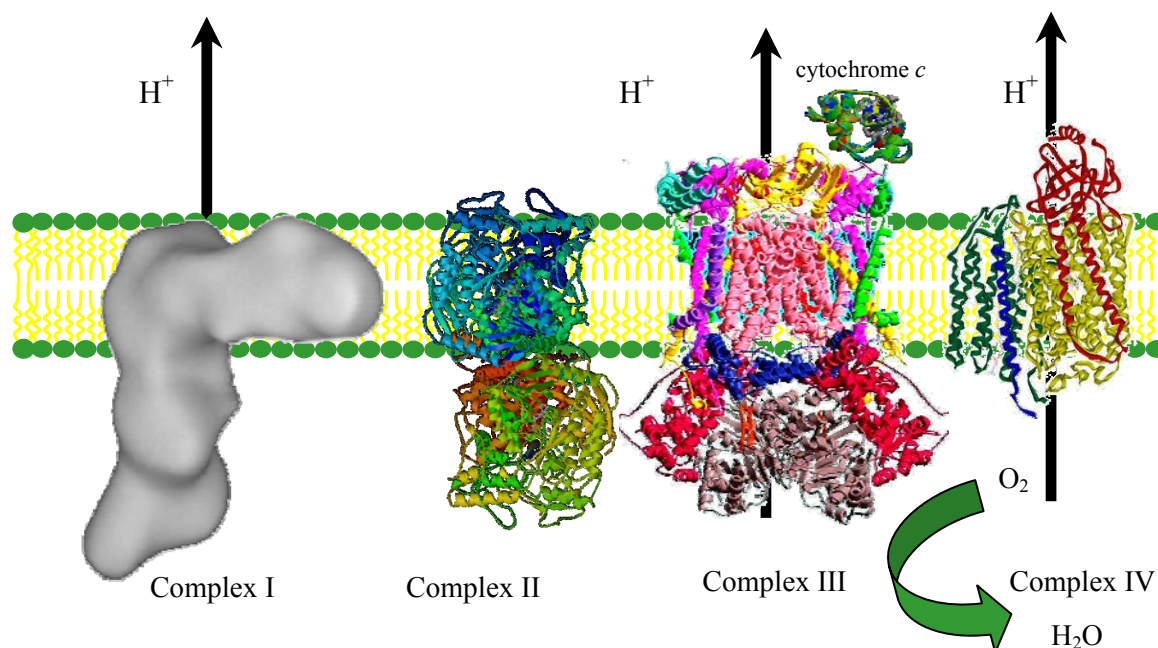 cytochrome c
H⁺
H⁺
H⁺
O₂
Complex I
Complex II
Complex III
Complex IV
H₂O